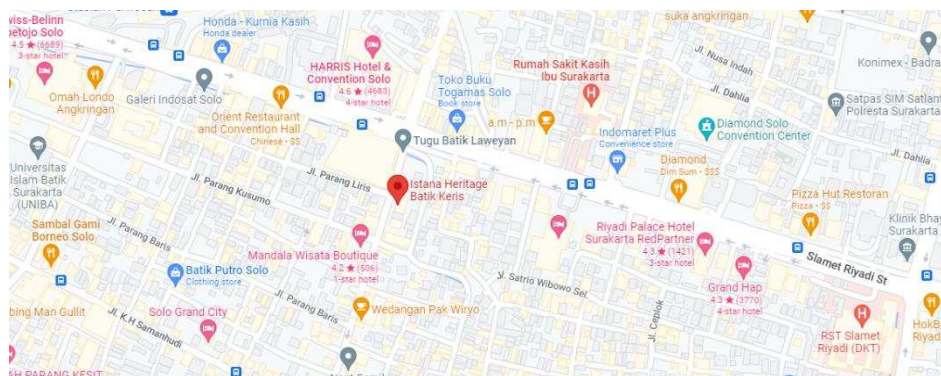 Honda - Kurnia Kasih
Honda dealer
suka angkringan
4.5 ★ (6689)
3-star hotel
HARRIS Hotel &
Convention Solo
4.6 ★ (4683)
4-star hotel
Jl. Nusa Indah
Konimex - Badra
Rumah Sakit Kasih
Ibu Surakarta
Omah Londo
Angkringan
Galeri Indosat Solo
Toko Buku
Togamas Solo
Book store
Jl. Dahlia
Satpas SIM Satlant
Polresta Surakarta
Orient Restaurant
and Convention Hall
Chinese - $$
a.m - p.m
Indomaret Plus
Convenience store
Diamond Solo
Convention Center
Tugu Batik Laweyan
Jl. Dahlia
Universitas
Islam Batik
Surakarta
(UNIBA)
Jl. Parang Liris
Jl. Parang Kusumo
Istana Heritage
Batik Keris
Diamond
Dim Sum - $$$
Pizza Hut Restoran
Pizza - $$
Klinik Bhay
Surakarta
Sambal Gami
Borneo Solo
Jl. Parang Baris
Mandala Wisata Boutique
4.2 ★ (506)
1-star hotel
Riyadi Palace Hotel
Surakarta RedPartner
4.3 ★ (1421)
3-star hotel
Slamet Riyadi St
Batik Putro Solo
Clothing store
Jl. Parang Baris
Satrio Wibowo Sel.
Grand Hap
4.3 ★ (3770)
4-star hotel
bing Man Gullit
Solo Grand City
Wedangan Pak Wiryo
Jl. Ceplok
Jl. K.H Samanhudi
RST Slamet
Riyadi (DKT)
HokB
Riyad
AH PARANG KESIT